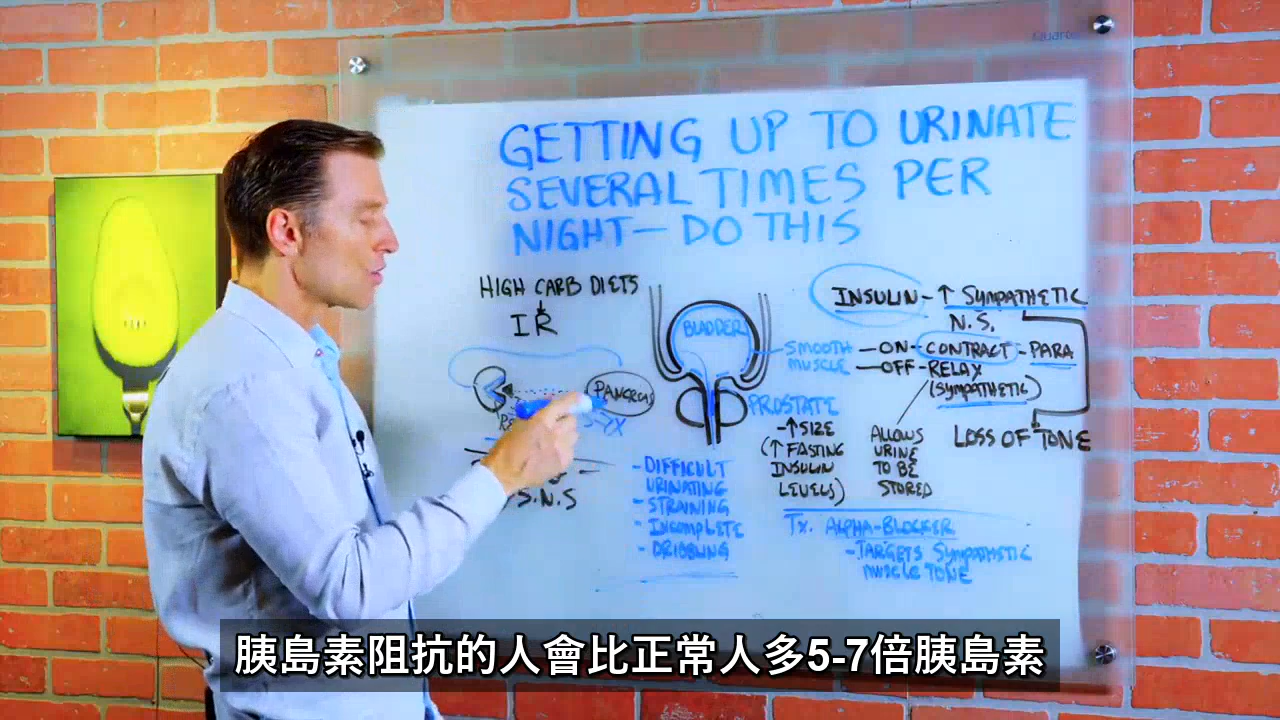 GETTING UP TO URINATE
SEVERAL TIMES PER
NIGHT — DO THIS
HIGH CARB DIETS
IR
PANCREAS
5-7X
S.N.S
BLADDER
SMOOTH
MUSCLE
— ON — CONTRACT — PARA
— OFF — RELAX
(SYMPATHETIC)
INSULIN — ↑ SYMPATHETIC
N.S.
LOSS OF TONE
PROSTATE
- ↑ SIZE
(↑ FASTING
INSULIN
LEVELS)
ALLOWS
URINE
TO BE
STORED
- DIFFICULT
URINATING
- STRAINING
- INCOMPLETE
- DRIBBLING
TX. ALPHA-BLOCKER
- TARGETS SYMPATHETIC
MUSCLE TONE
胰島素阻抗的人會比正常人多5-7倍胰島素